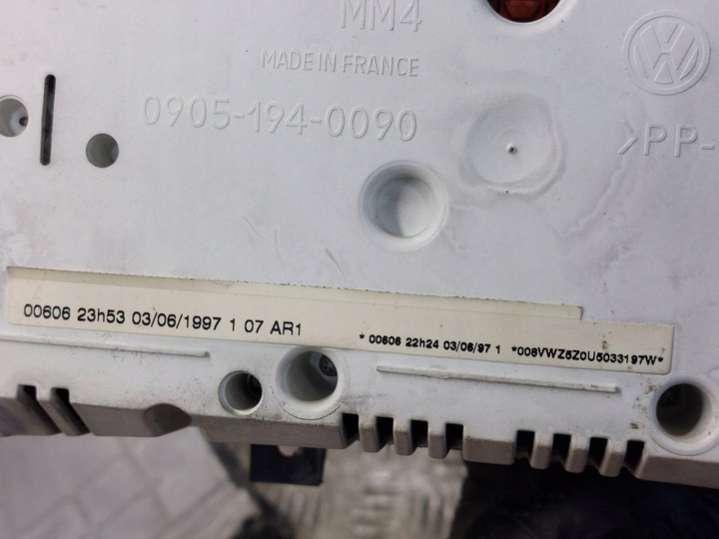 MM4
MADE IN FRANCE
0905-194-0090
>PP-
00606 23h53 03/06/1997 1 07 AR1
* 00606 22h24 03/06/97 1 *008VWZ5Z0U5033197W*